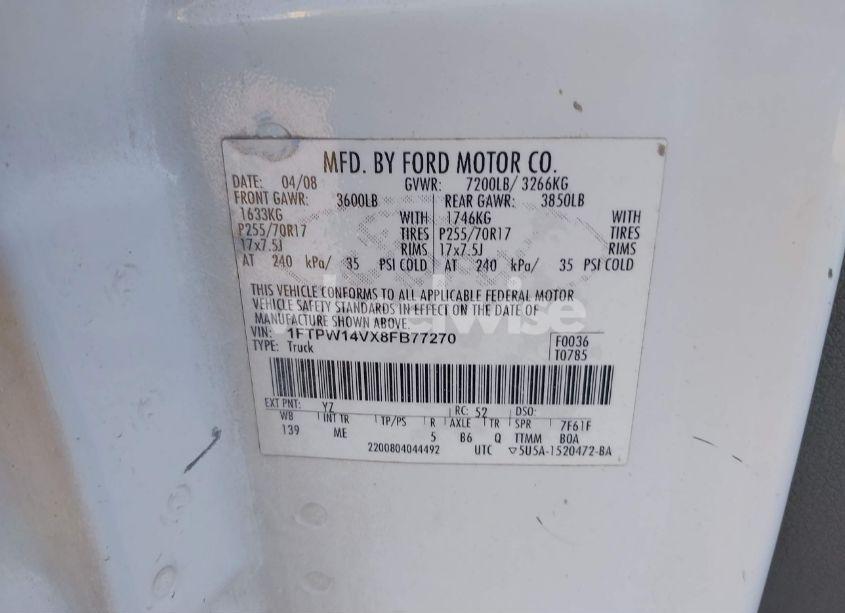 MFD. BY FORD MOTOR CO.
DATE: 04/08 GVWR: 7200LB/ 3266KG
FRONT GAWR: 3600LB REAR GAWR: 3850LB
1633KG WITH 1746KG WITH
P255/70R17 TIRES P255/70R17 TIRES
17x7.5J RIMS 17x7.5J RIMS
AT 240 kPa/ 35 PSI COLD AT 240 kPa/ 35 PSI COLD
THIS VEHICLE CONFORMS TO ALL APPLICABLE FEDERAL MOTOR
VEHICLE SAFETY STANDARDS IN EFFECT ON THE DATE OF
MANUFACTURE SHOWN ABOVE.
VIN: 1FTPW14VX8FB77270 F0036
TYPE: Truck T0785
EXT PNT: YZ RC: 52 DSO:
WB INT TR TP/PS R AXLE TR SPR 7F61F
139 ME 5 B6 Q TTMM BOA
2200804044492 UTC ▽5U5A-1520472-BA